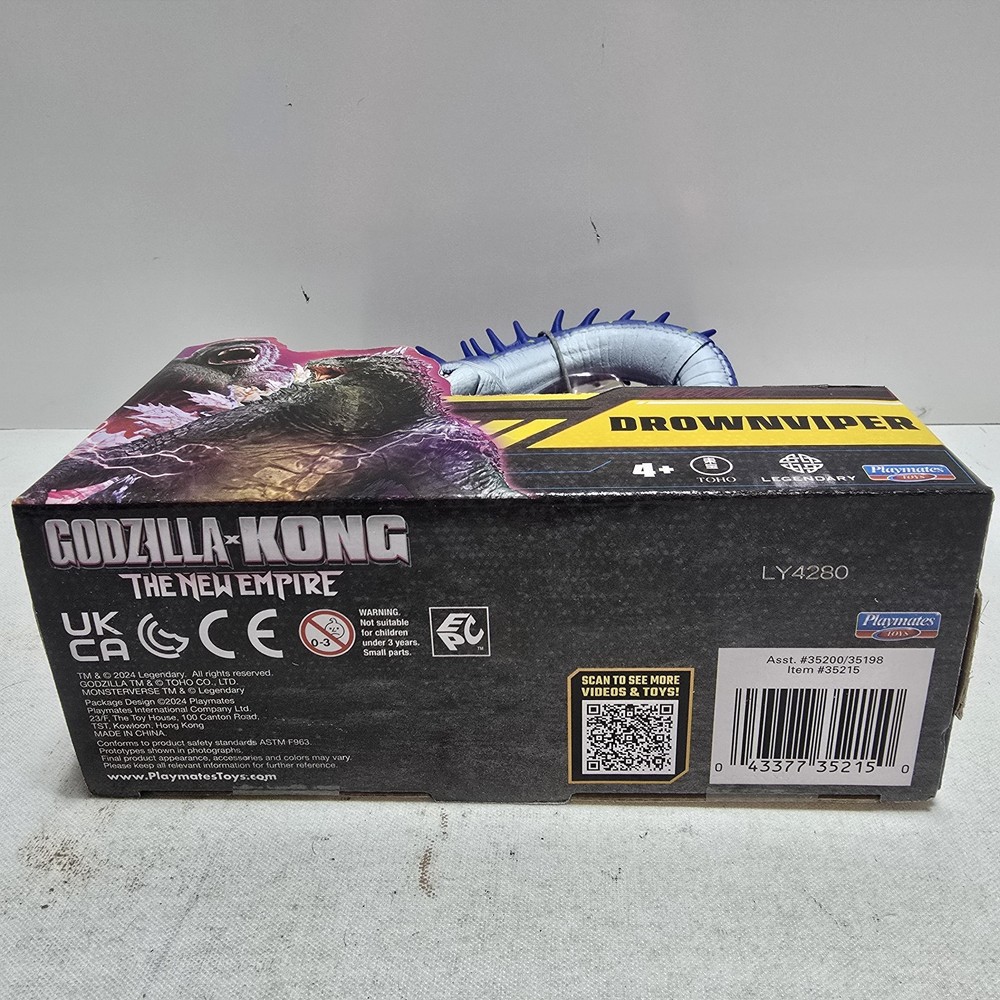 DROWNVIPER
4+
TOHO
LEGENDARY
Playmates
TOYS
GODZILLA x KONG
THE NEW EMPIRE
LY4280
UK
CA
CE
0-3
WARNING.
Not suitable
for children
under 3 years.
Small parts.
EPC
TM
Playmates
TOYS
TM & © 2024 Legendary. All rights reserved.
GODZILLA TM & © TOHO CO., LTD.
MONSTERVERSE TM & © Legendary
Package Design ©2024 Playmates
Playmates International Company Ltd.
23/F, The Toy House, 100 Canton Road,
TST, Kowloon, Hong Kong
MADE IN CHINA.
Conforms to product safety standards ASTM F963.
Prototypes shown in photographs.
Final product appearance, accessories and colors may vary.
Please keep all relevant information for further reference.
www.PlaymatesToys.com
SCAN TO SEE MORE
VIDEOS & TOYS!
Asst. #35200/35198
Item #35215
0 43377 35215 0